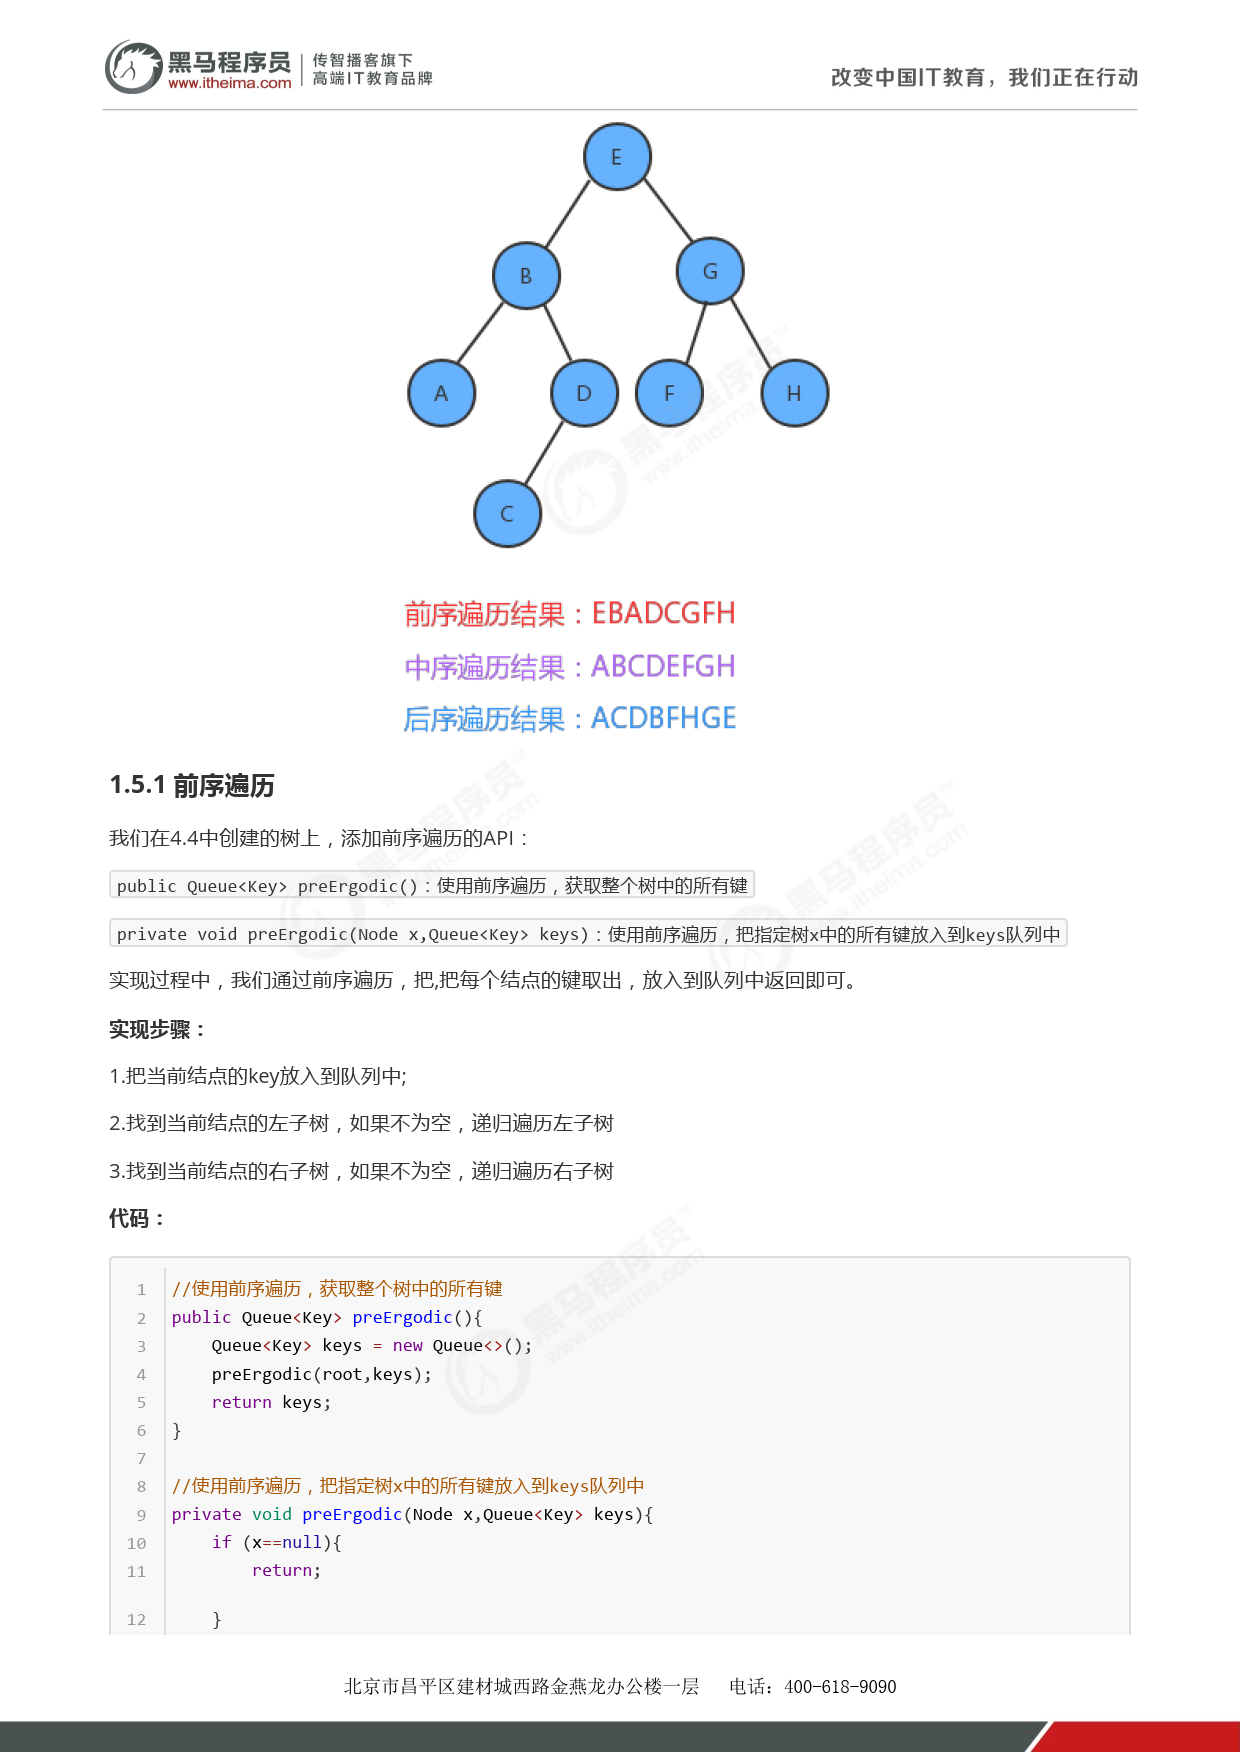 黑马程序员
www.itheima.com
传智播客旗下
高端IT教育品牌
改变中国IT教育，我们正在行动
E
B
G
A
D
F
H
C
前序遍历结果：EBADCGFH
中序遍历结果：ABCDEFGH
后序遍历结果：ACDBFHGE
1.5.1 前序遍历
我们在4.4中创建的树上，添加前序遍历的API：
public Queue<Key> preErgodic()：使用前序遍历，获取整个树中的所有键
private void preErgodic(Node x,Queue<Key> keys)：使用前序遍历，把指定树x中的所有键放入到keys队列中
实现过程中，我们通过前序遍历，把,把每个结点的键取出，放入到队列中返回即可。
实现步骤：
1.把当前结点的key放入到队列中;
2.找到当前结点的左子树，如果不为空，递归遍历左子树
3.找到当前结点的右子树，如果不为空，递归遍历右子树
代码：
1 //使用前序遍历，获取整个树中的所有键
2 public Queue<Key> preErgodic(){
3     Queue<Key> keys = new Queue<>();
4     preErgodic(root,keys);
5     return keys;
6 }
7
8 //使用前序遍历，把指定树x中的所有键放入到keys队列中
9 private void preErgodic(Node x,Queue<Key> keys){
10     if (x==null){
11         return;
12     }
北京市昌平区建材城西路金燕龙办公楼一层 电话：400-618-9090